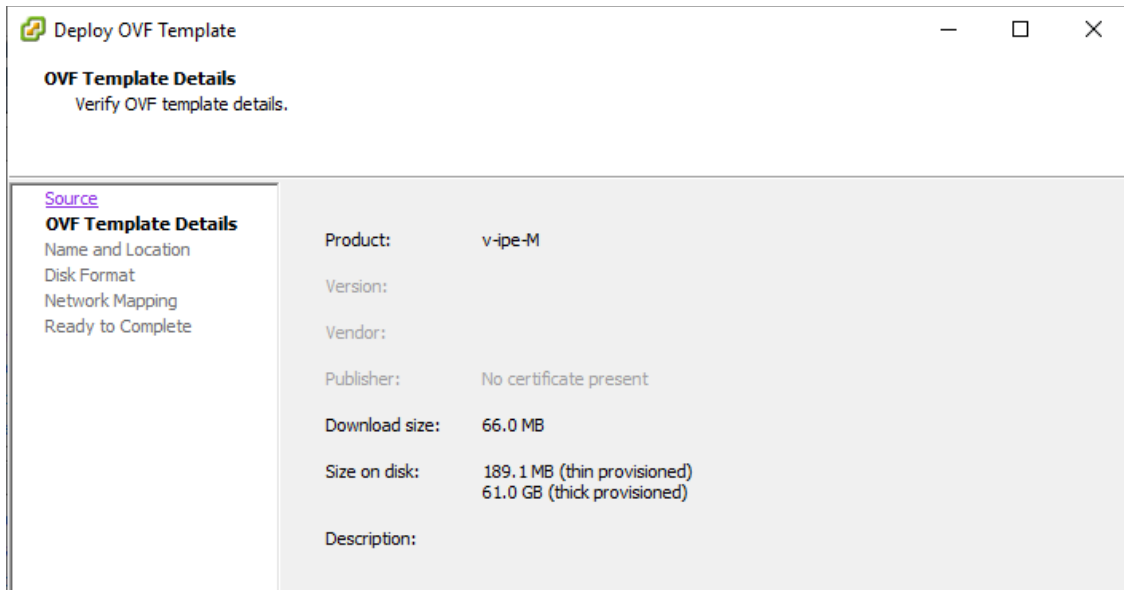 Deploy OVF Template
OVF Template Details
Verify OVF template details.
Source
OVF Template Details
Name and Location
Disk Format
Network Mapping
Ready to Complete
Product: v-ipe-M
Version:
Vendor:
Publisher: No certificate present
Download size: 66.0 MB
Size on disk: 189.1 MB (thin provisioned)
61.0 GB (thick provisioned)
Description: